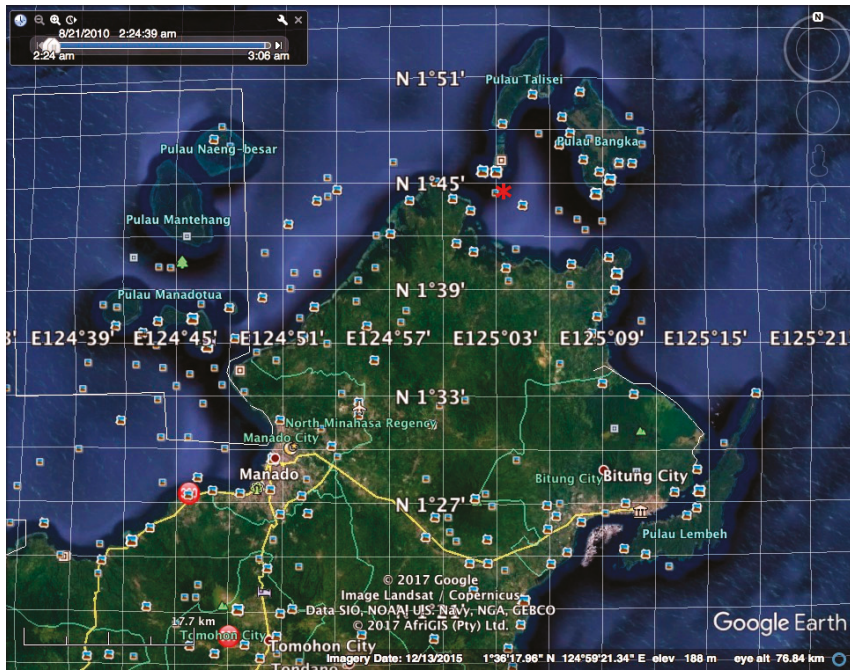 N
8/21/2010 2:24:39 am
2:24 am
3:06 am
N 1°51'
Pulau Talisei
Pulau Naeng-besar
Pulau Bangka
N 1°45'
Pulau Mantehang
N 1°39'
Pulau Manadotua
E124°39'
E124°45'
E124°51'
E124°57'
E125°03'
E125°09'
E125°15'
E125°21
N 1°33'
North Minahasa Regency
Manado City
Manado
Bitung City
Bitung City
N 1°27'
Pulau Lembeh
© 2017 Google
Image Landsat / Copernicus
Data SIO, NOAA, U.S. Navy, NGA, GEBCO
© 2017 AfriGIS (Pty) Ltd.
Google Earth
17.7 km
Tomohon City
Tomohon City
Tondano
Imagery Date: 12/13/2015 1°36'17.96" N 124°59'21.34" E elev 188 m eye alt 76.84 km